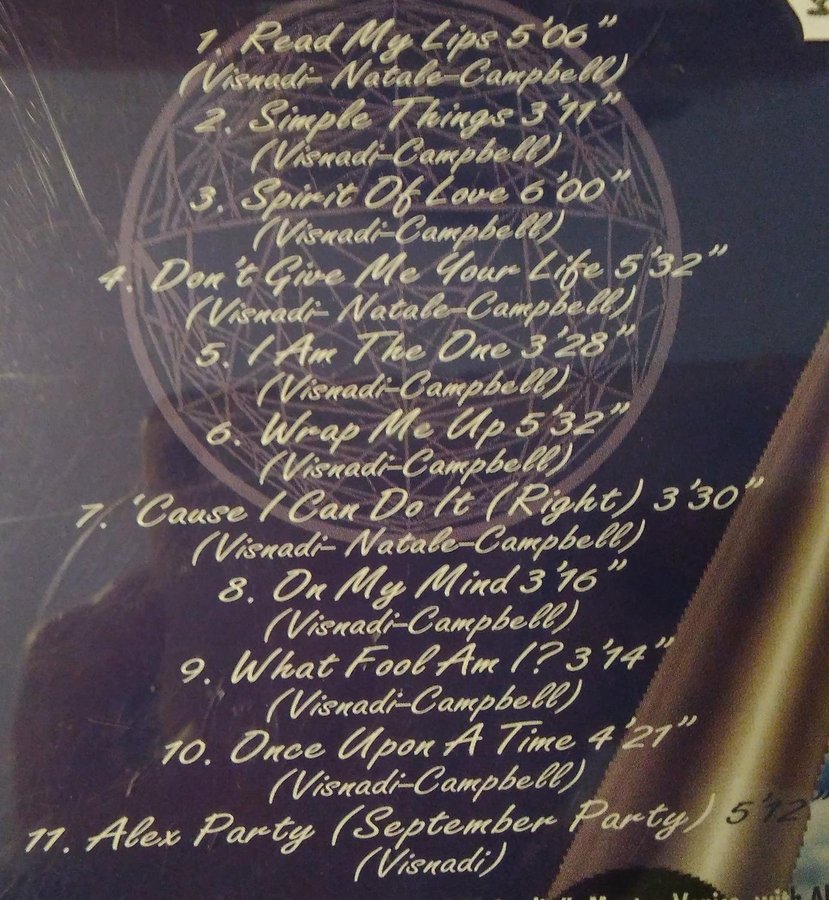 1. Read My Lips 5'06"
(Visnadi- Natale-Campbell)
2. Simple Things 3'11"
(Visnadi-Campbell)
3. Spirit Of Love 6'00"
(Visnadi-Campbell)
4. Don't Give Me Your Life 5'32"
(Visnadi- Natale-Campbell)
5. I Am The One 3'28"
(Visnadi-Campbell)
6. Wrap Me Up 5'32"
(Visnadi-Campbell)
7. 'Cause I Can Do It (Right) 3'30"
(Visnadi- Natale-Campbell)
8. On My Mind 3'16"
(Visnadi-Campbell)
9. What Fool Am I? 3'14"
(Visnadi-Campbell)
10. Once Upon A Time 4'21"
(Visnadi-Campbell)
11. Alex Party (September Party) 5'12"
(Visnadi)
Venice, with